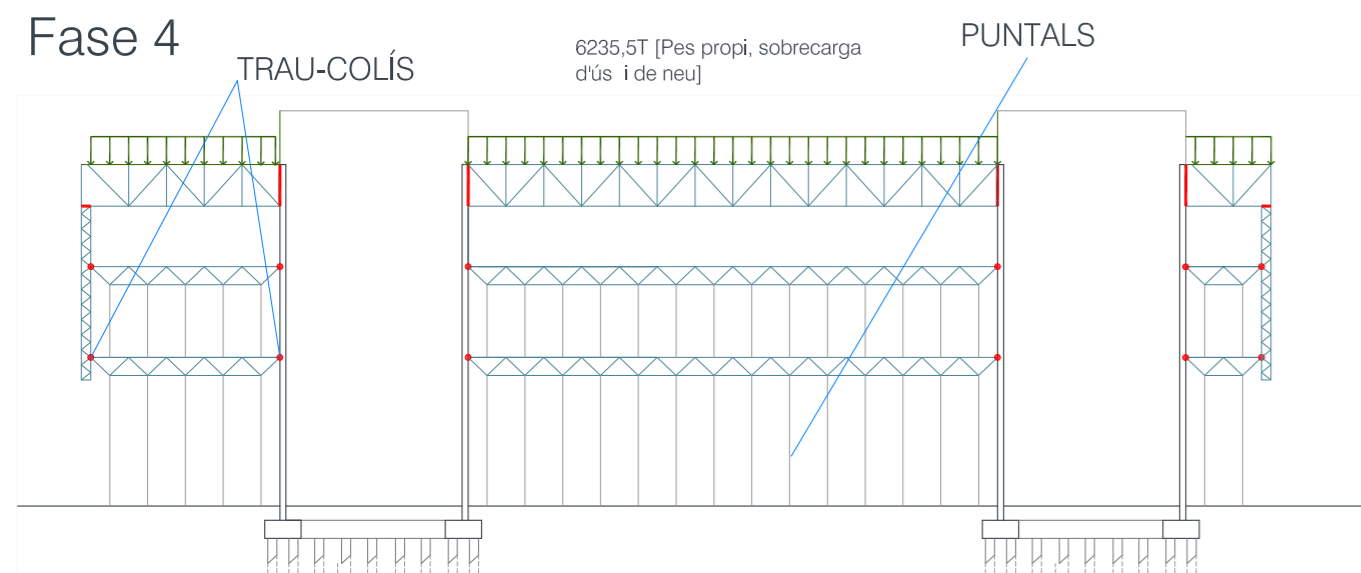 Fase 4
TRAU-COLÍS
6235,5T [Pes propi, sobrecarga
d'ús i de neu]
PUNTALS